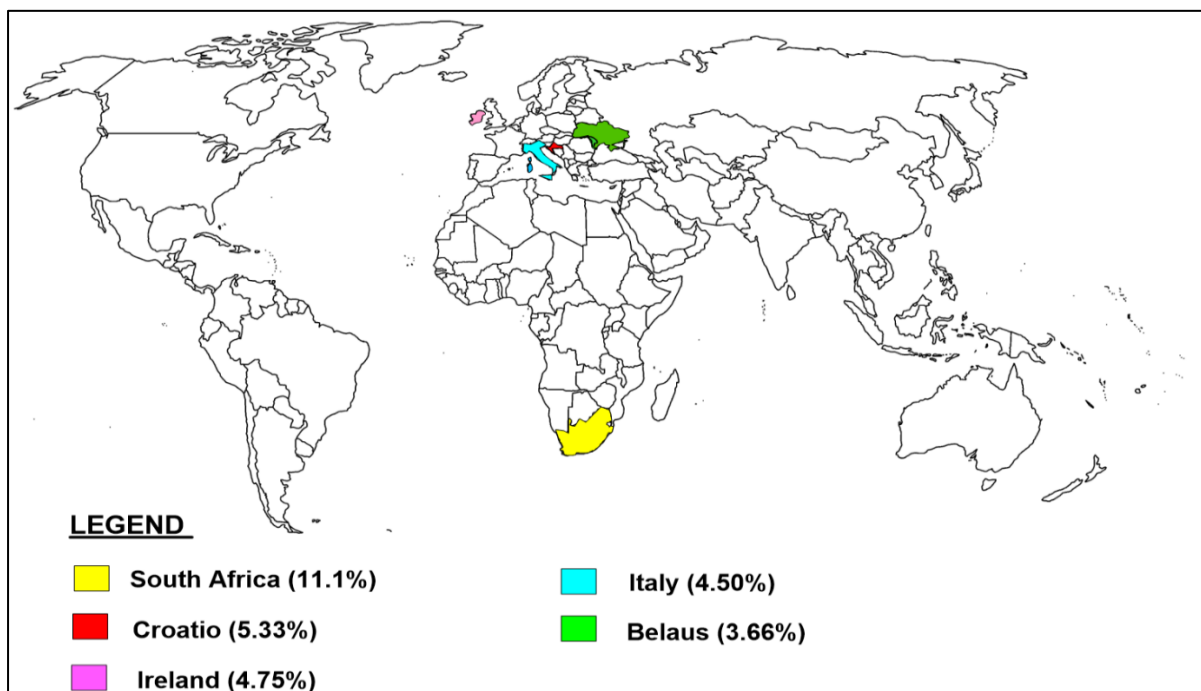 LEGEND
South Africa (11.1%)
Croatio (5.33%)
Ireland (4.75%)
Italy (4.50%)
Belaus (3.66%)